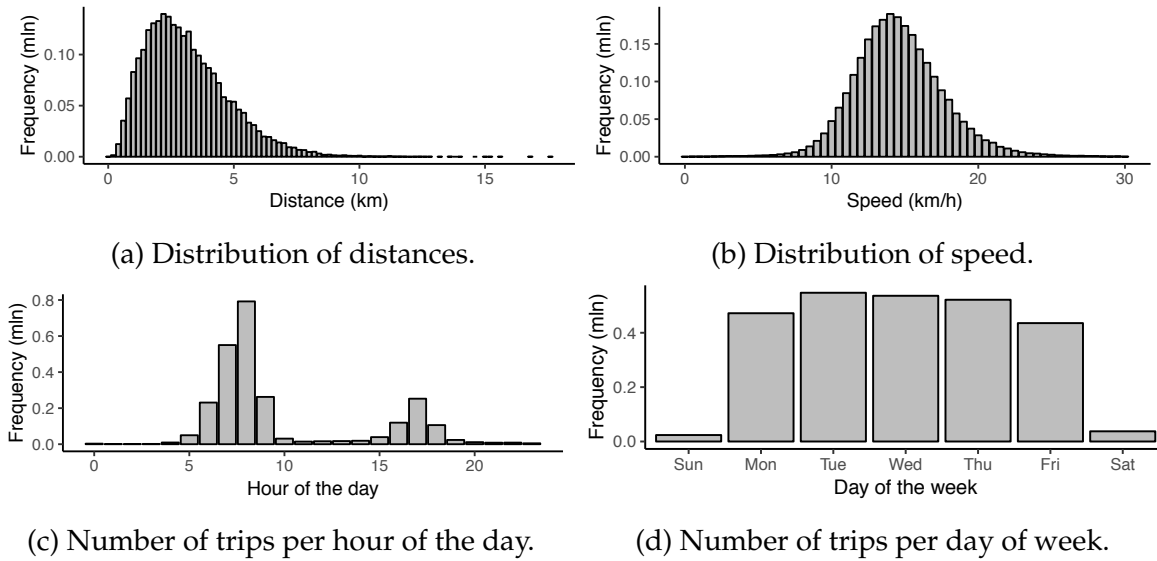 Frequency (mln)
0.10
0.05
0.00
0 5 10 15
Distance (km)
(a) Distribution of distances.
Frequency (mln)
0.15
0.10
0.05
0.00
0 10 20 30
Speed (km/h)
(b) Distribution of speed.
Frequency (mln)
0.8
0.6
0.4
0.2
0.0
0 5 10 15 20
Hour of the day
(c) Number of trips per hour of the day.
Frequency (mln)
0.4
0.2
0.0
Sun Mon Tue Wed Thu Fri Sat
Day of the week
(d) Number of trips per day of week.